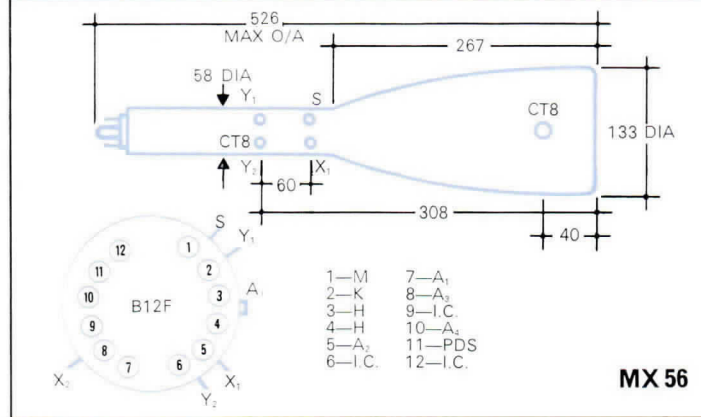 526
MAX O/A
267
58 DIA
Y₁
S
CT8
CT8
133 DIA
Y₂
X₁
60
308
40
S
Y₁
12
1
11
2
10
B12F
3
A
9
4
8
5
7
6
X₂
X₁
Y₂
1—M 7—A₁
2—K 8—A₃
3—H 9—I.C.
4—H 10—A₄
5—A₂ 11—PDS
6—I.C. 12—I.C.
MX 56